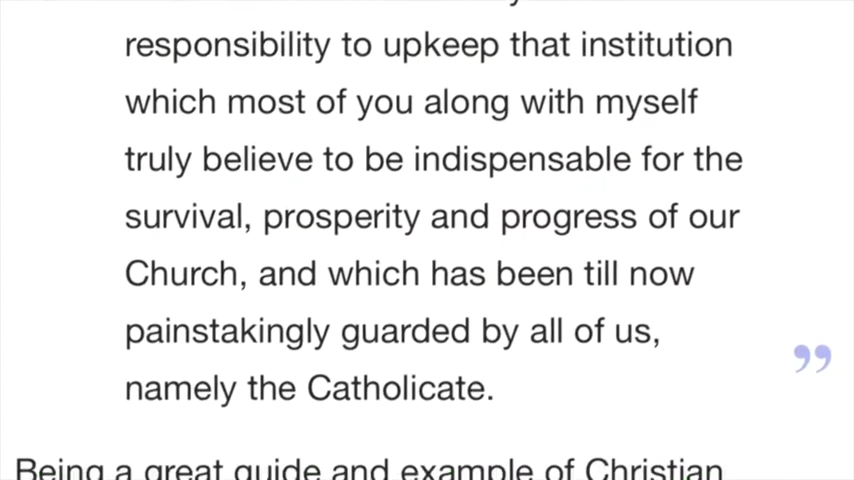 responsibility to upkeep that institution
which most of you along with myself
truly believe to be indispensable for the
survival, prosperity and progress of our
Church, and which has been till now
painstakingly guarded by all of us,
namely the Catholicate.
”
Being a great guide and example of Christian